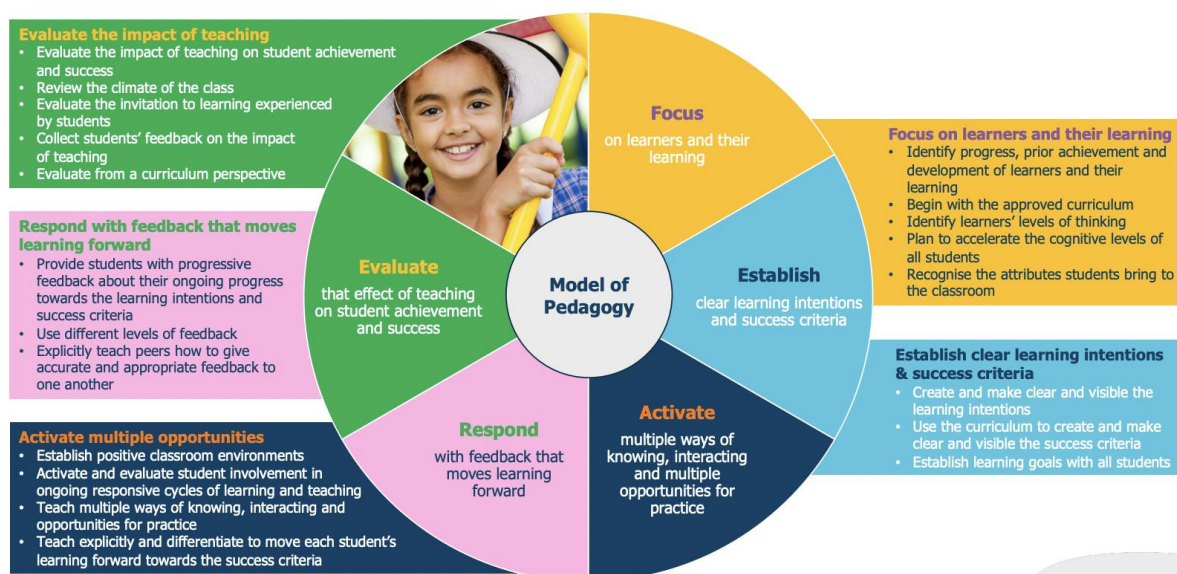 Evaluate the impact of teaching
• Evaluate the impact of teaching on student achievement
and success
• Review the climate of the class
• Evaluate the invitation to learning experienced
by students
• Collect students' feedback on the impact
of teaching
• Evaluate from a curriculum perspective
Respond with feedback that moves
learning forward
• Provide students with progressive
feedback about their ongoing progress
towards the learning intentions and
success criteria
• Use different levels of feedback
• Explicitly teach peers how to give
accurate and appropriate feedback to
one another
Activate multiple opportunities
• Establish positive classroom environments
• Activate and evaluate student involvement in
ongoing responsive cycles of learning and teaching
• Teach multiple ways of knowing, interacting and
opportunities for practice
• Teach explicitly and differentiate to move each student's
learning forward towards the success criteria
Model of
Pedagogy
Focus
on learners and their
learning
Establish
clear learning intentions
and success criteria
Activate
multiple ways of
knowing, interacting
and multiple
opportunities for
practice
Respond
with feedback that
moves learning
forward
Evaluate
that effect of teaching
on student achievement
and success
Focus on learners and their learning
• Identify progress, prior achievement and
development of learners and their
learning
• Begin with the approved curriculum
• Identify learners' levels of thinking
• Plan to accelerate the cognitive levels of
all students
• Recognise the attributes students bring to
the classroom
Establish clear learning intentions
& success criteria
• Create and make clear and visible the
learning intentions
• Use the curriculum to create and make
clear and visible the success criteria
• Establish learning goals with all students